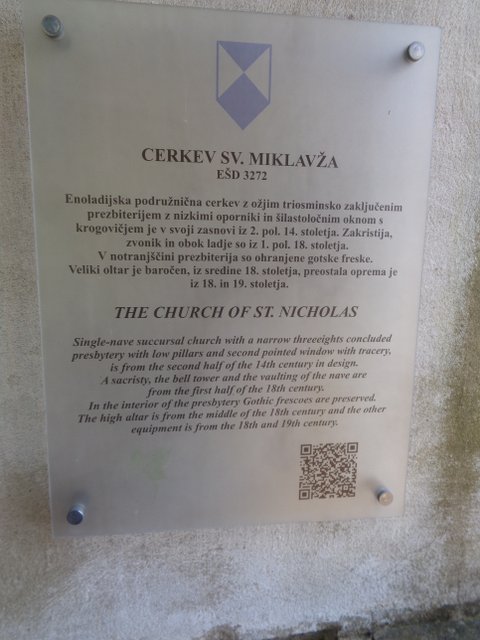 CERKEV SV. MIKLAVŽA
EŠD 3272
Enoladijska podružnična cerkev z ožjim triosminsko zaključenim
prezbiterijem z nizkimi oporniki in šilastoločnim oknom s
krogovičjem je v svoji zasnovi iz 2. pol. 14. stoletja. Zakristija,
zvonik in obok ladje so iz 1. pol. 18. stoletja.
V notranjščini prezbiterija so ohranjene gotske freske.
Veliki oltar je baročen, iz sredine 18. stoletja, preostala oprema je
iz 18. in 19. stoletja.
THE CHURCH OF ST. NICHOLAS
Single-nave succursal church with a narrow threeeights concluded
presbytery with low pillars and second pointed window with tracery,
is from the second half of the 14th century in design.
A sacristy, the bell tower and the vaulting of the nave are
from the first half of the 18th century.
In the interior of the presbytery Gothic frescoes are preserved.
The high altar is from the middle of the 18th century and the other
equipment is from the 18th and 19th century.